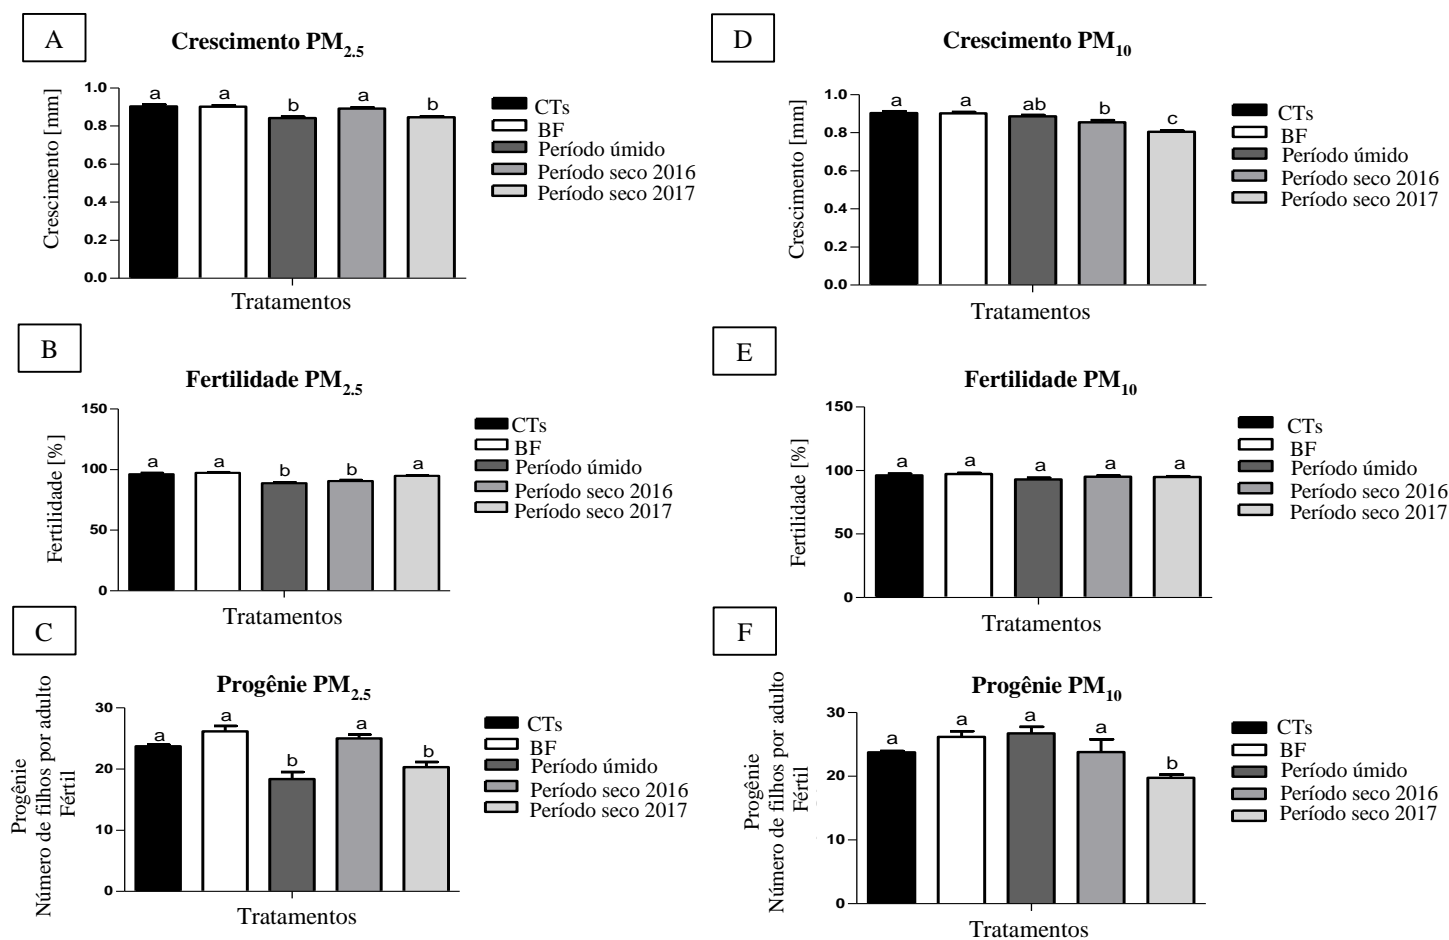 A
Crescimento PM2.5
Crescimento [mm]
1.0
0.8
0.6
0.4
0.2
0.0
a a b a b
Tratamentos
CTs
BF
Período úmido
Período seco 2016
Período seco 2017
D
Crescimento PM10
Crescimento [mm]
1.0
0.8
0.6
0.4
0.2
0.0
a a ab b c
Tratamentos
CTs
BF
Período úmido
Período seco 2016
Período seco 2017
B
Fertilidade PM2.5
Fertilidade [%]
150
100
50
0
a a b b a
Tratamentos
CTs
BF
Período úmido
Período seco 2016
Período seco 2017
E
Fertilidade PM10
Fertilidade [%]
150
100
50
0
a a a a a
Tratamentos
CTs
BF
Período úmido
Período seco 2016
Período seco 2017
C
Progênie PM2.5
Progênie
Número de filhos por adulto
Fértil
30
20
10
0
a a b a b
Tratamentos
CTs
BF
Período úmido
Período seco 2016
Período seco 2017
F
Progênie PM10
Progênie
Número de filhos por adulto
Fértil
30
20
10
0
a a a a b
Tratamentos
CTs
BF
Período úmido
Período seco 2016
Período seco 2017